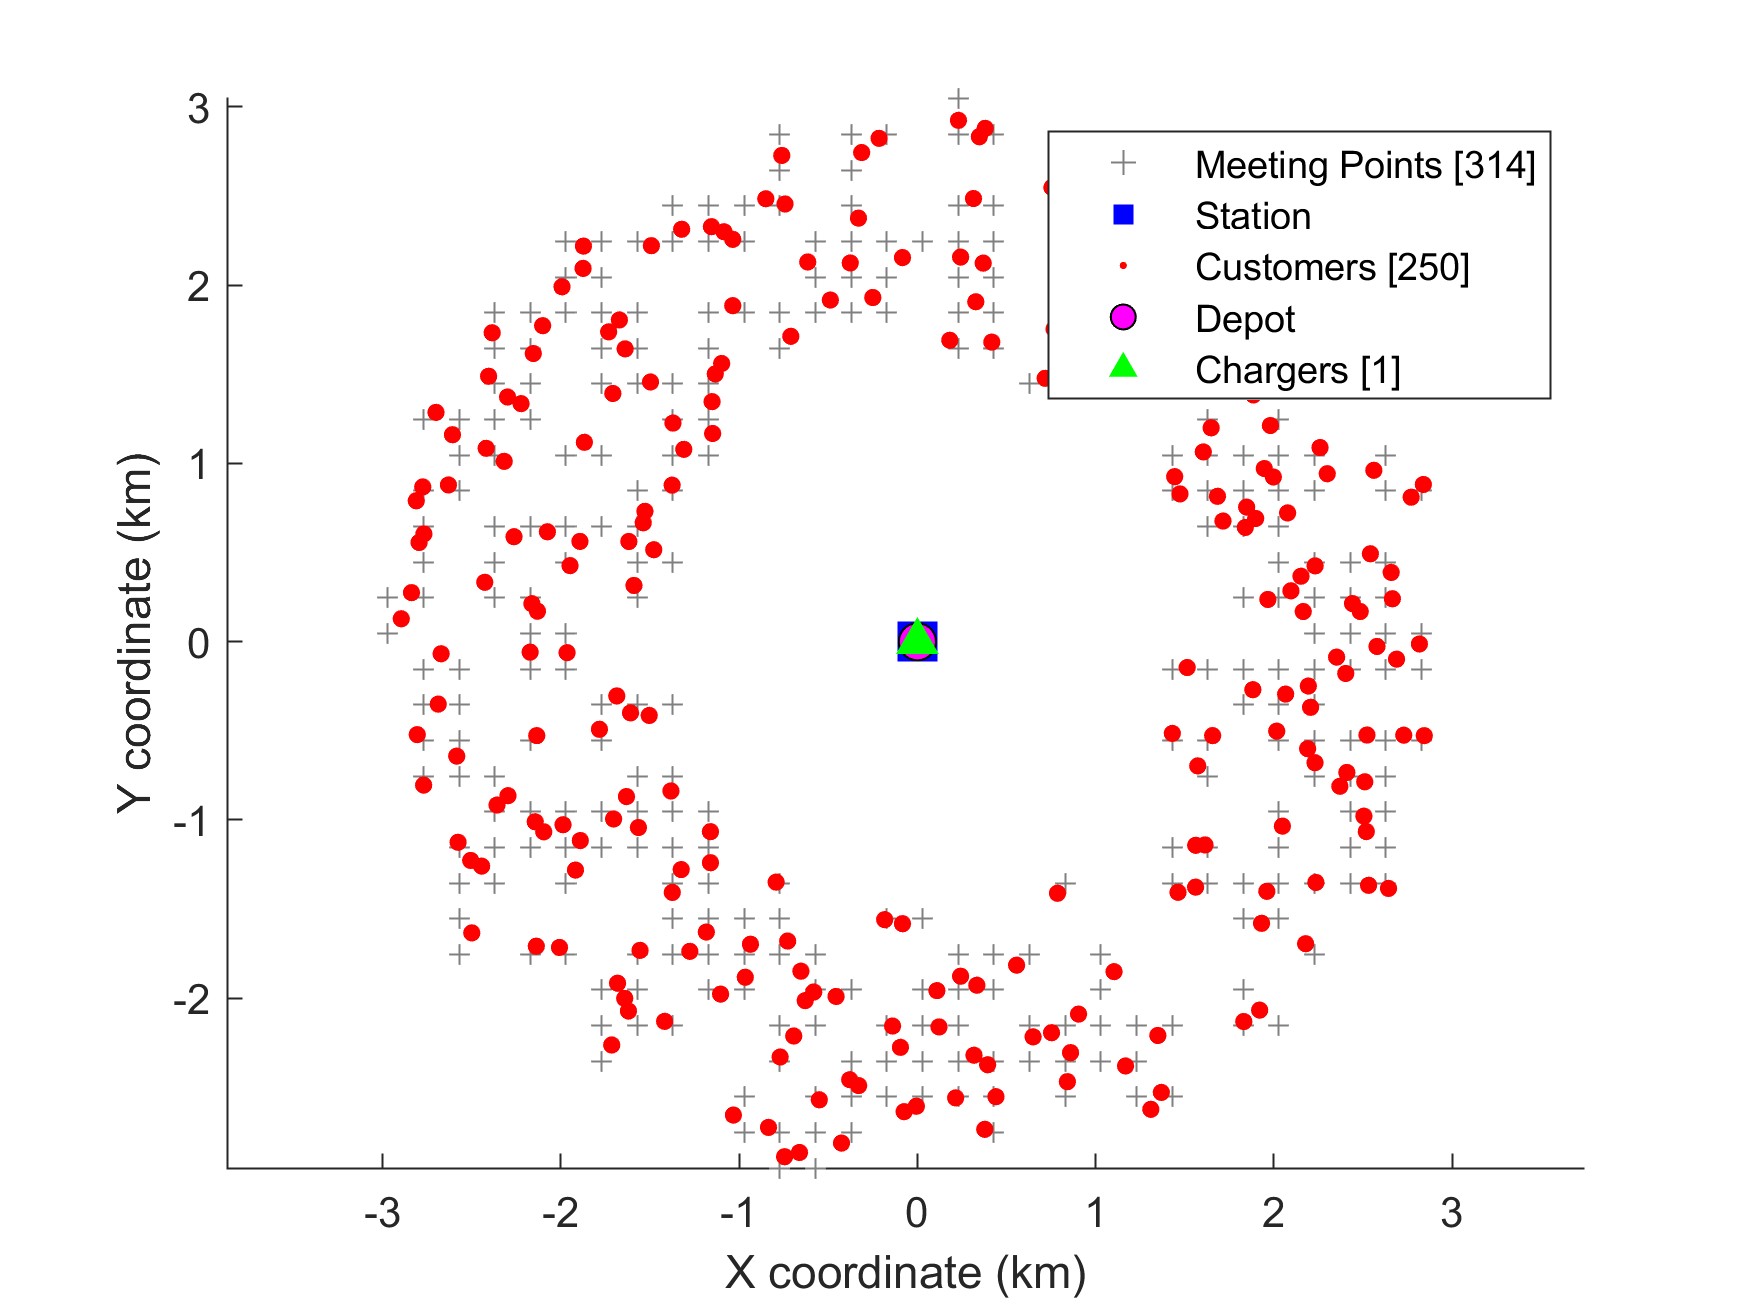 3
2
1
0
-1
-2
Y coordinate (km)
Meeting Points [314]
Station
Customers [250]
Depot
Chargers [1]
-3
-2
-1
0
1
2
3
X coordinate (km)